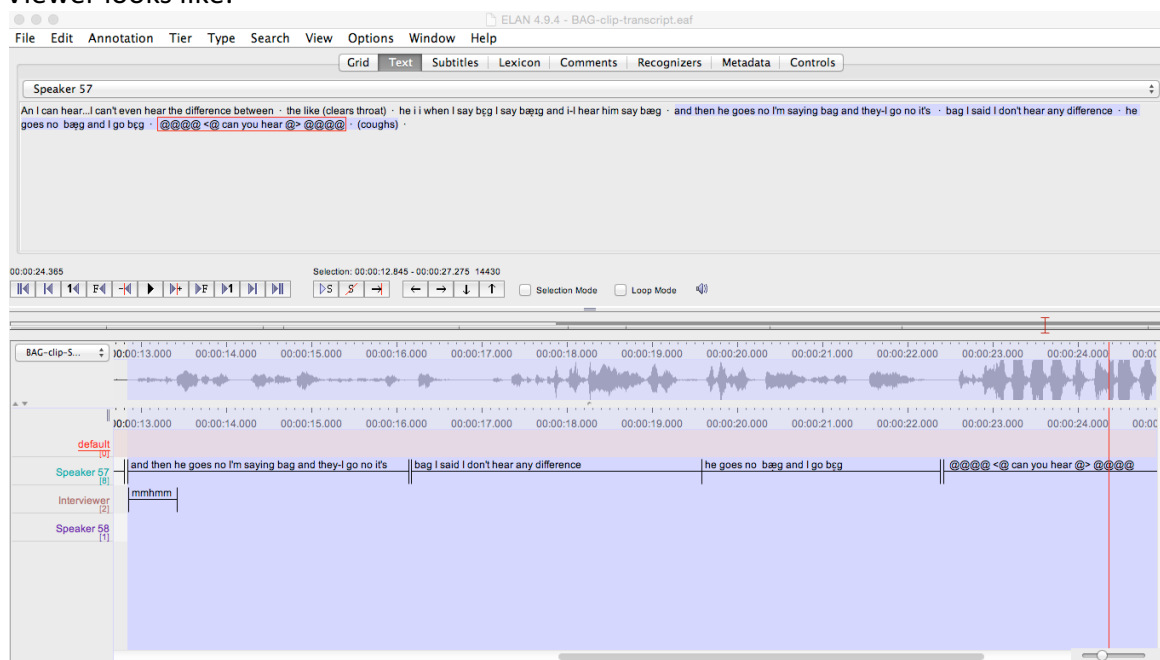 viewer looks like:
ELAN 4.9.4 - BAG-clip-transcript.eaf
File Edit Annotation Tier Type Search View Options Window Help
Grid Text Subtitles Lexicon Comments Recognizers Metadata Controls
Speaker 57
An I can hear...I can't even hear the difference between · the like (clears throat) · he i i when I say bɛg I say bæɪg and i-I hear him say bæg · and then he goes no I'm saying bag and they-I go no it's · bag I said I don't hear any difference · he
goes no bæg and I go bɛg · @@@@ <@ can you hear @> @@@@ · (coughs) ·
00:00:24.365 Selection: 00:00:12.845 - 00:00:27.275 14430
Selection Mode Loop Mode
BAG-clip-S... 00:00:13.000 00:00:14.000 00:00:15.000 00:00:16.000 00:00:17.000 00:00:18.000 00:00:19.000 00:00:20.000 00:00:21.000 00:00:22.000 00:00:23.000 00:00:24.000 00:00
00:00:13.000 00:00:14.000 00:00:15.000 00:00:16.000 00:00:17.000 00:00:18.000 00:00:19.000 00:00:20.000 00:00:21.000 00:00:22.000 00:00:23.000 00:00:24.000 00:00
default
[0]
Speaker 57 and then he goes no I'm saying bag and they-I go no it's bag I said I don't hear any difference he goes no bæg and I go bɛg @@@@ <@ can you hear @> @@@@
[8]
Interviewer mmhmm
[2]
Speaker 58
[1]